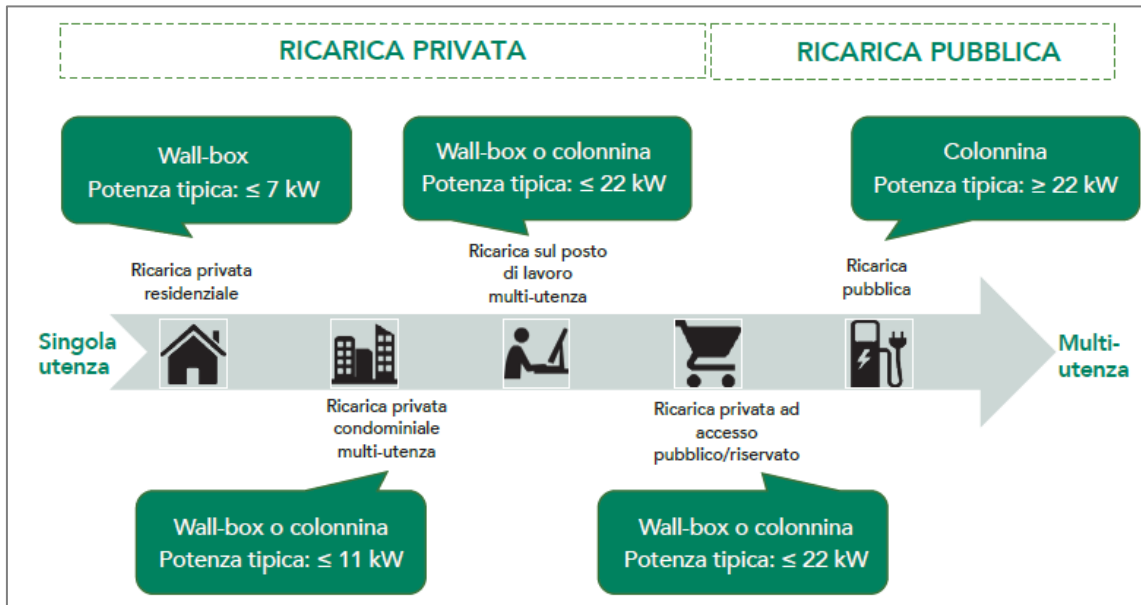 RICARICA PRIVATA
RICARICA PUBBLICA
Wall-box
Potenza tipica: ≤ 7 kW
Wall-box o colonnina
Potenza tipica: ≤ 22 kW
Colonnina
Potenza tipica: ≥ 22 kW
Ricarica privata
residenziale
Ricarica sul posto
di lavoro
multi-utenza
Ricarica
pubblica
Singola
utenza
Multi-
utenza
Ricarica privata
condominiale
multi-utenza
Ricarica privata ad
accesso
pubblico/riservato
Wall-box o colonnina
Potenza tipica: ≤ 11 kW
Wall-box o colonnina
Potenza tipica: ≤ 22 kW